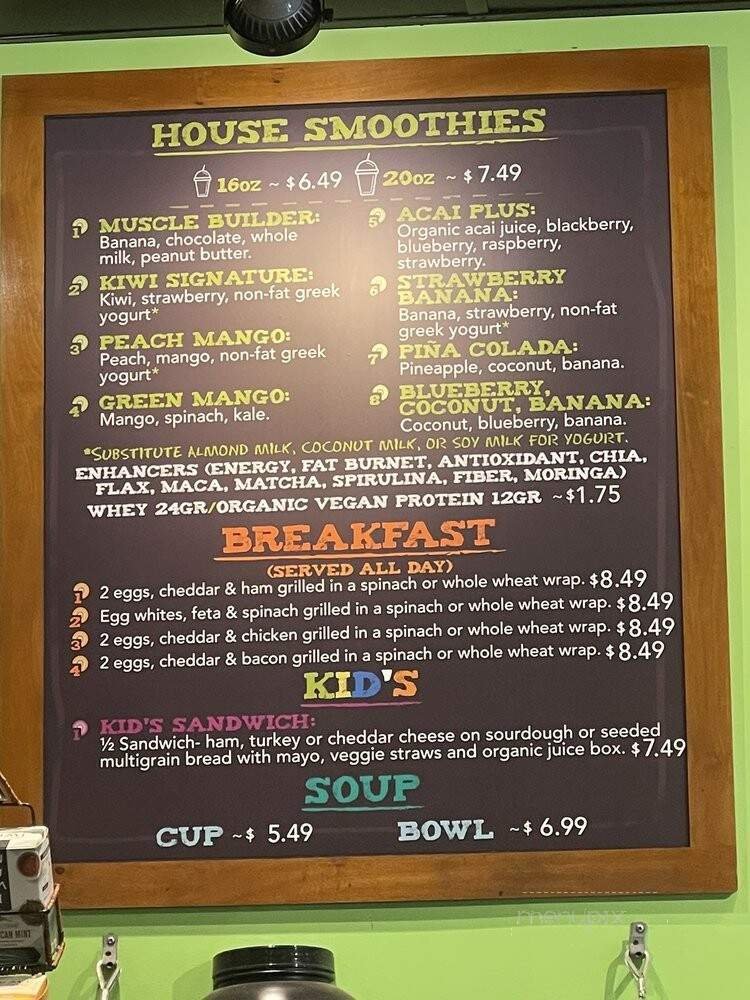 HOUSE SMOOTHIES
16oz ~ $6.49 20oz ~ $7.49
1 MUSCLE BUILDER:
Banana, chocolate, whole
milk, peanut butter.
2 KIWI SIGNATURE:
Kiwi, strawberry, non-fat greek
yogurt*
3 PEACH MANGO:
Peach, mango, non-fat greek
yogurt*
4 GREEN MANGO:
Mango, spinach, kale.
5 ACAI PLUS:
Organic acai juice, blackberry,
blueberry, raspberry,
strawberry.
6 STRAWBERRY
BANANA:
Banana, strawberry, non-fat
greek yogurt*
7 PIÑA COLADA:
Pineapple, coconut, banana.
8 BLUEBERRY,
COCONUT, BANANA:
Coconut, blueberry, banana.
*SUBSTITUTE ALMOND MILK, COCONUT MILK, OR SOY MILK FOR YOGURT.
ENHANCERS (ENERGY, FAT BURNET, ANTIOXIDANT, CHIA,
FLAX, MACA, MATCHA, SPIRULINA, FIBER, MORINGA)
WHEY 24GR/ORGANIC VEGAN PROTEIN 12GR ~$1.75
BREAKFAST
(SERVED ALL DAY)
1 2 eggs, cheddar & ham grilled in a spinach or whole wheat wrap. $8.49
2 Egg whites, feta & spinach grilled in a spinach or whole wheat wrap. $8.49
3 2 eggs, cheddar & chicken grilled in a spinach or whole wheat wrap. $8.49
4 2 eggs, cheddar & bacon grilled in a spinach or whole wheat wrap. $8.49
KID'S
1 KID'S SANDWICH:
½ Sandwich- ham, turkey or cheddar cheese on sourdough or seeded
multigrain bread with mayo, veggie straws and organic juice box. $7.49
SOUP
CUP ~$ 5.49 BOWL ~$ 6.99
menupix
CAN MINT